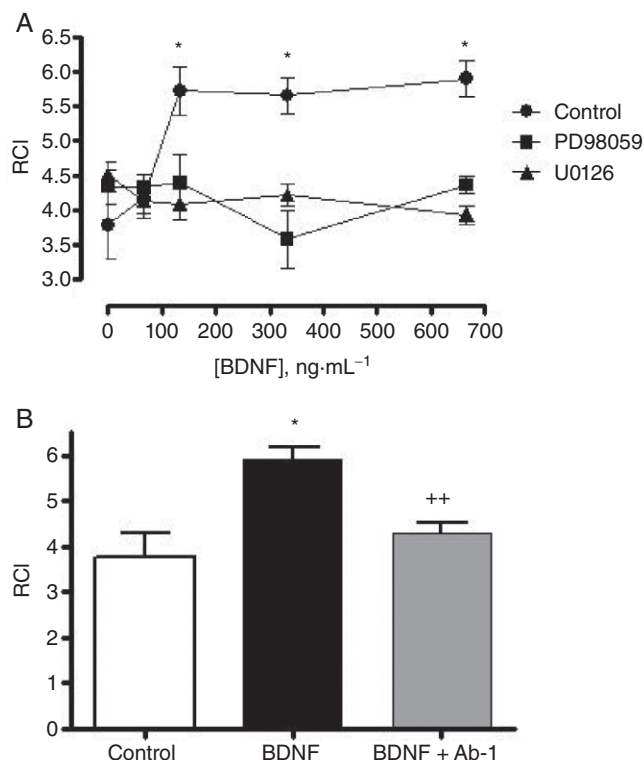 A
6.5
6.0
5.5
5.0
4.5
4.0
3.5
3.0
RCI
* * *
Control
PD98059
U0126
0 100 200 300 400 500 600 700
[BDNF], ng·mL⁻¹
B
6
5
4
3
2
1
0
RCI
*
++
Control BDNF BDNF + Ab-1